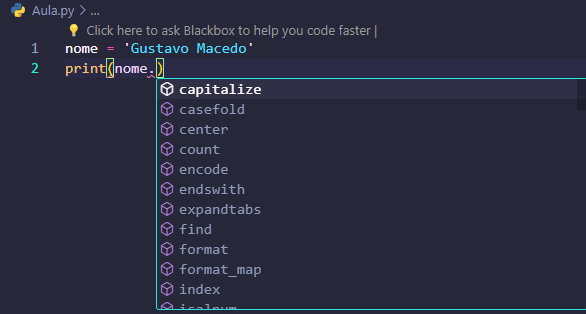 Aula.py > ...
Click here to ask Blackbox to help you code faster |
1 nome = 'Gustavo Macedo'
2 print(nome.)
capitalize
casefold
center
count
encode
endswith
expandtabs
find
format
format_map
index
isalnum